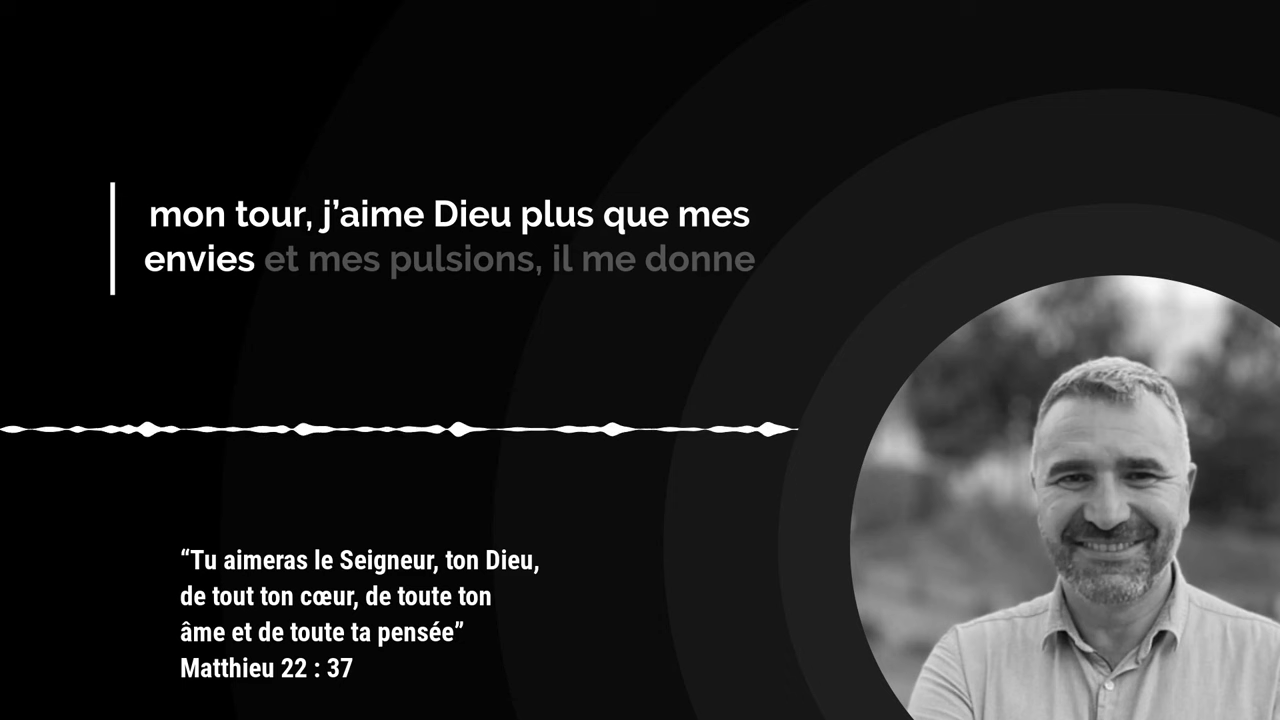 mon tour, j’aime Dieu plus que mes
envies et mes pulsions, il me donne
“Tu aimeras le Seigneur, ton Dieu,
de tout ton cœur, de toute ton
âme et de toute ta pensée”
Matthieu 22 : 37